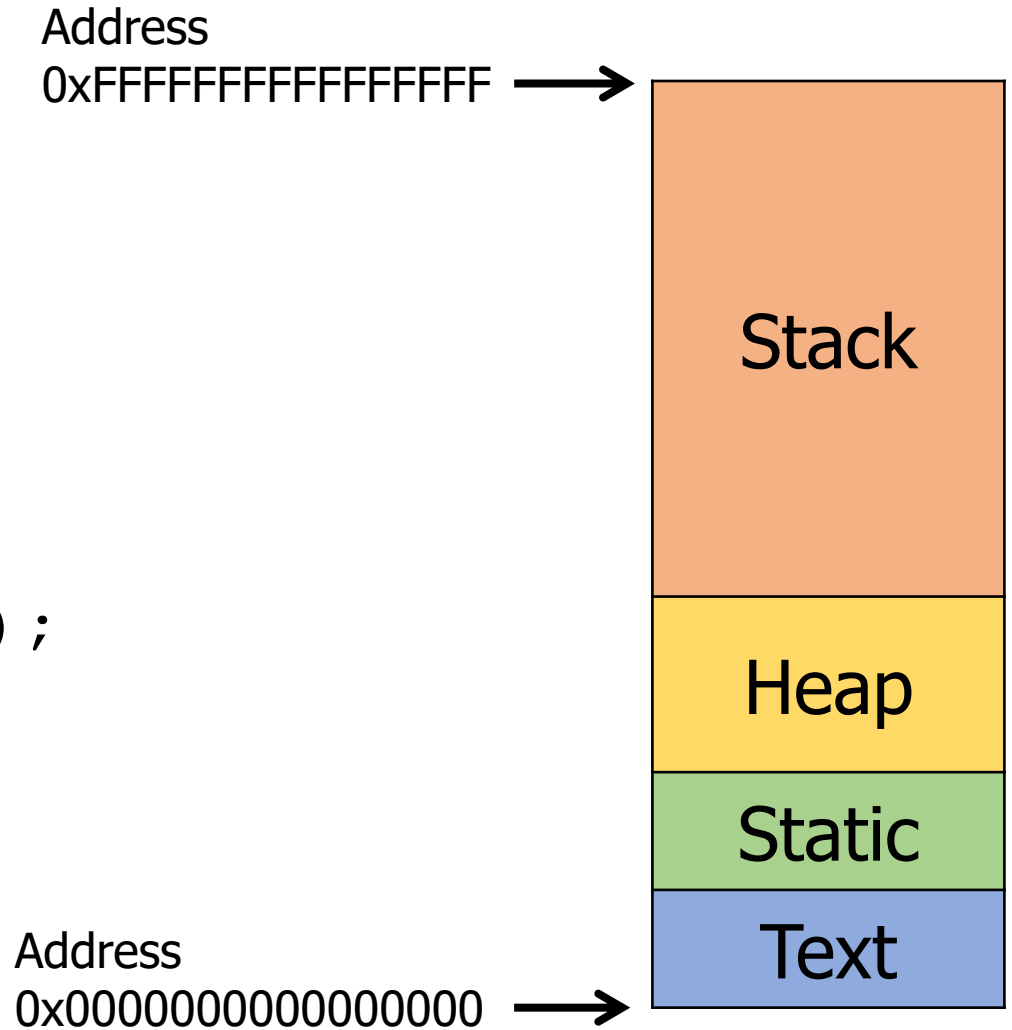 Address
0xFFFFFFFFFFFFFFFF
Stack
);
Heap
Static
Text
Address
0x0000000000000000